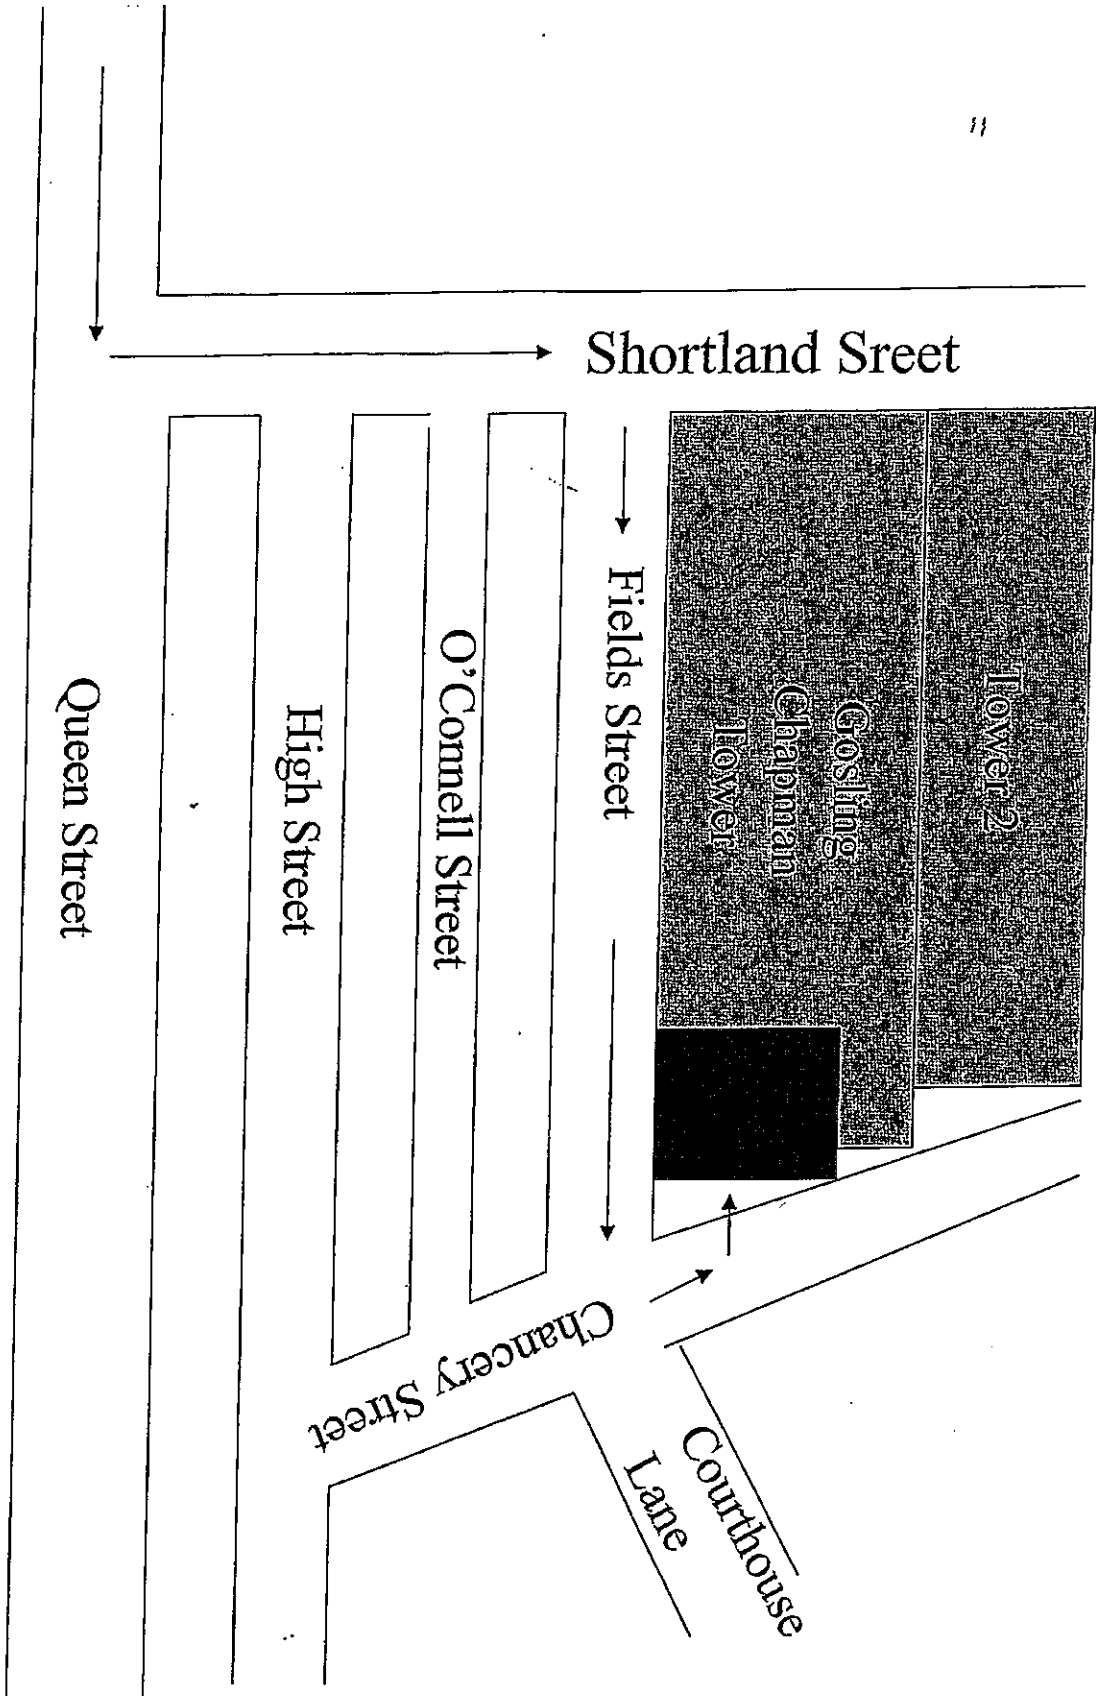 Shortland Sreet
Tower 2
Gosling
Chapman
Tower
Fields Street
O'Connell Street
High Street
Queen Street
Chancery Street
Courthouse
Lane